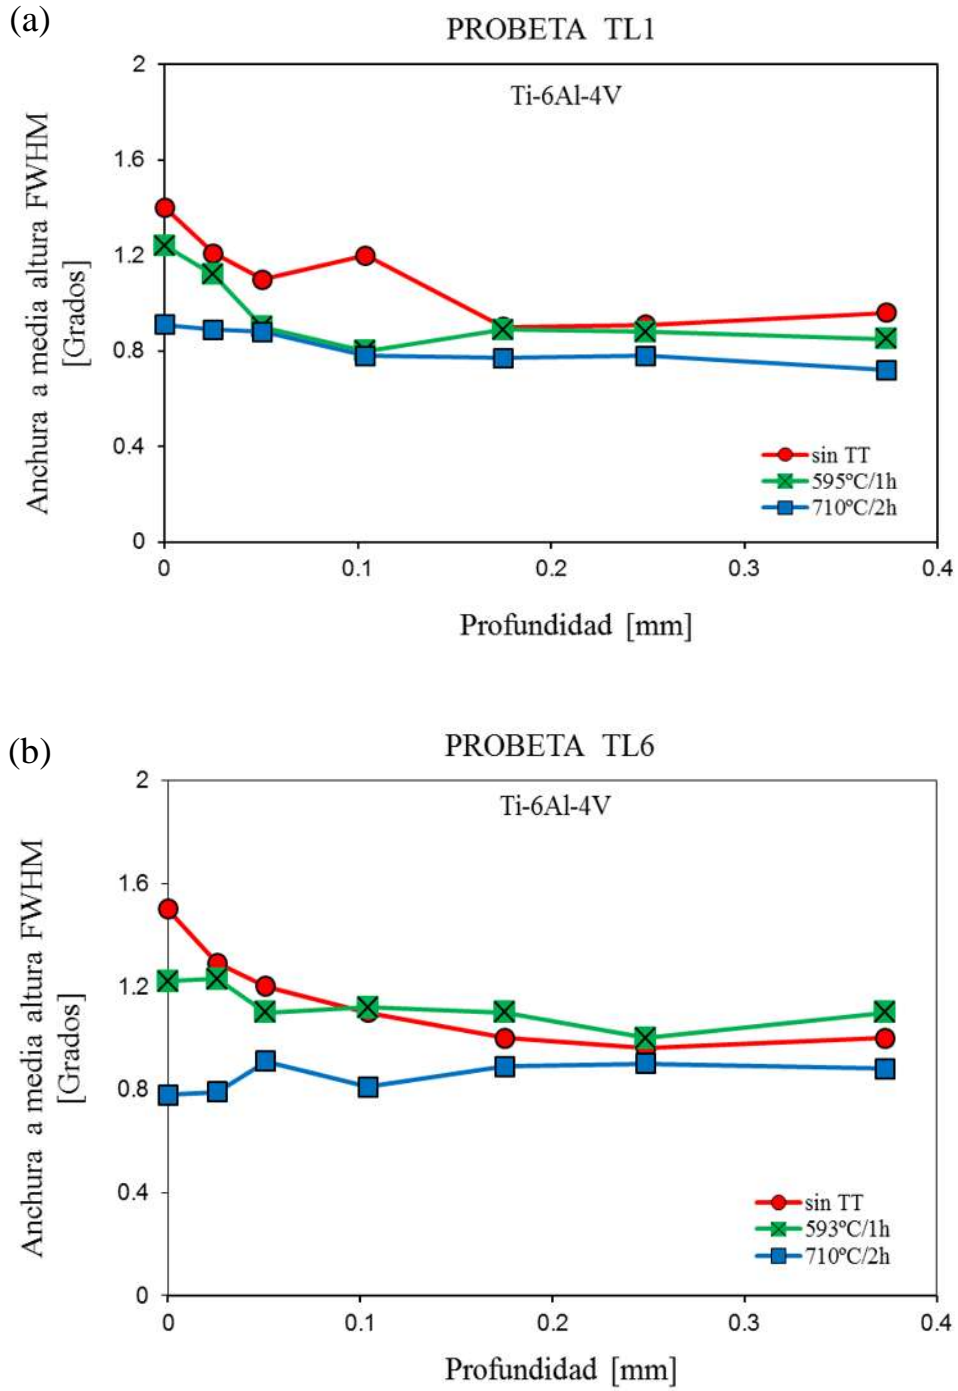 (a)
PROBETA TL1
Ti-6Al-4V
Anchura a media altura FWHM
[Grados]
2
1.6
1.2
0.8
0.4
0
sin TT
595ºC/1h
710ºC/2h
0 0.1 0.2 0.3 0.4
Profundidad [mm]
(b)
PROBETA TL6
Ti-6Al-4V
Anchura a media altura FWHM
[Grados]
2
1.6
1.2
0.8
0.4
0
sin TT
593ºC/1h
710ºC/2h
0 0.1 0.2 0.3 0.4
Profundidad [mm]